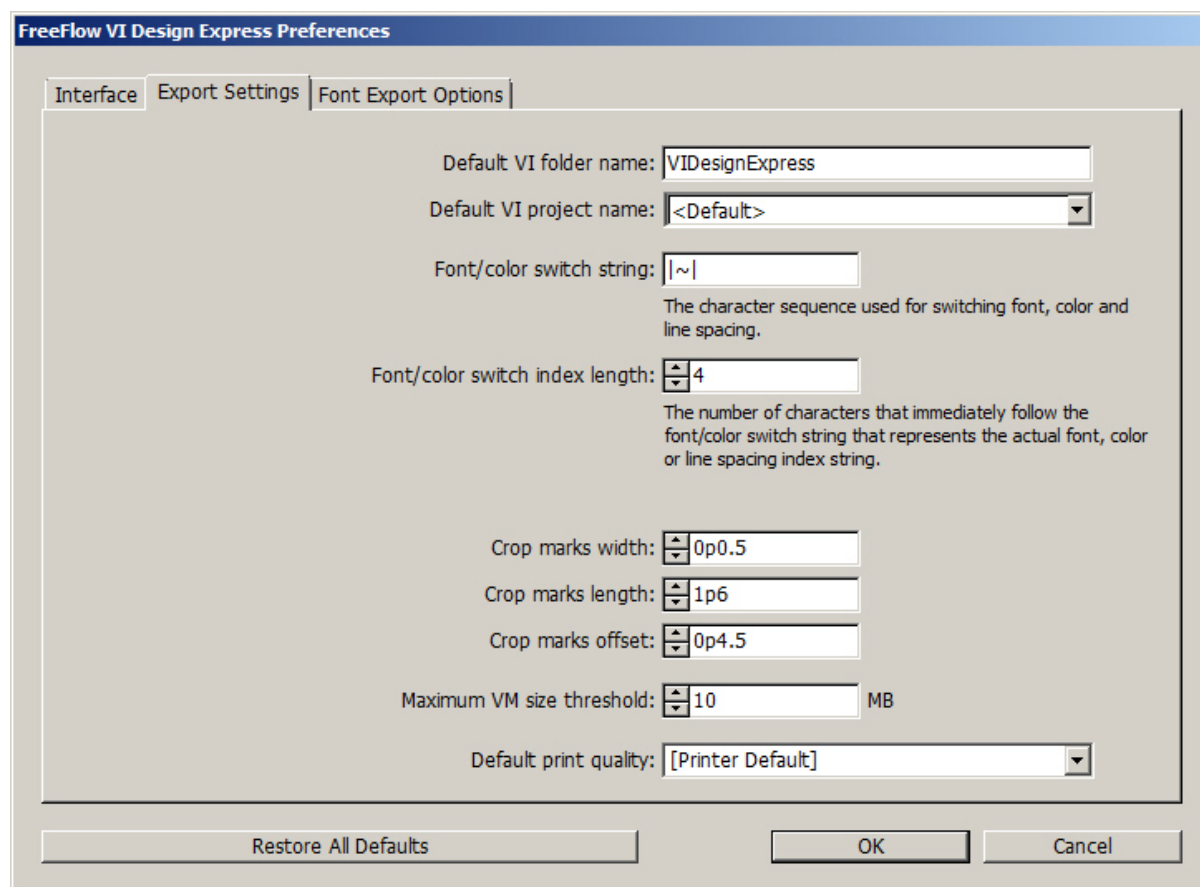 FreeFlow VI Design Express Preferences
Interface Export Settings Font Export Options
Default VI folder name: VIDesignExpress
Default VI project name: <Default>
Font/color switch string: |~|
The character sequence used for switching font, color and
line spacing.
Font/color switch index length: 4
The number of characters that immediately follow the
font/color switch string that represents the actual font, color
or line spacing index string.
Crop marks width: 0p0.5
Crop marks length: 1p6
Crop marks offset: 0p4.5
Maximum VM size threshold: 10 MB
Default print quality: [Printer Default]
Restore All Defaults OK Cancel